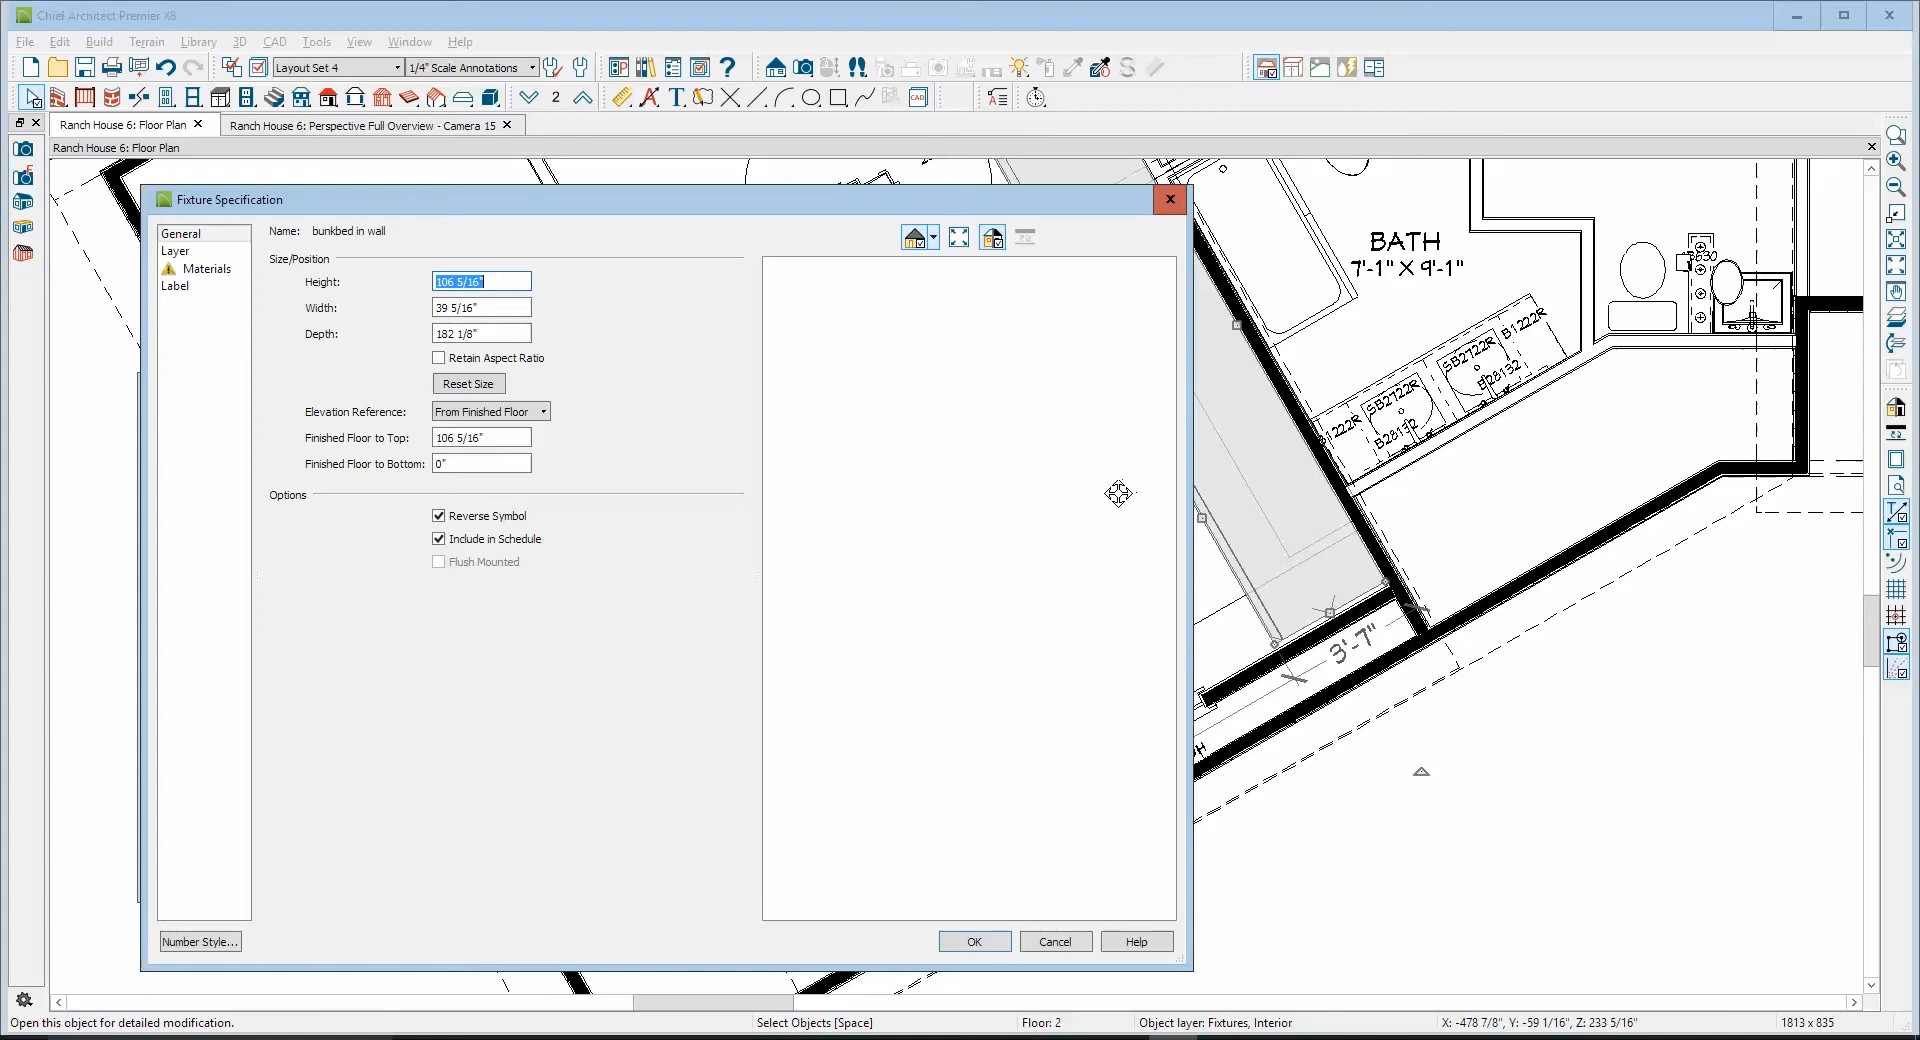 Chief Architect Premier X8
File Edit Build Terrain Library 3D CAD Tools View Window Help
Layout Set 4 1/4" Scale Annotations
2 CAD
Ranch House 6: Floor Plan Ranch House 6: Perspective Full Overview - Camera 15
Ranch House 6: Floor Plan
Fixture Specification
General
Layer
Materials
Label
Name: bunkbed in wall
Size/Position
Height: 106 5/16"
Width: 39 5/16"
Depth: 182 1/8"
Retain Aspect Ratio
Reset Size
Elevation Reference: From Finished Floor
Finished Floor to Top: 106 5/16"
Finished Floor to Bottom: 0"
Options
Reverse Symbol
Include in Schedule
Flush Mounted
Number Style... OK Cancel Help
BATH
7'-1" X 9'-1"
B1222R
SB2722R
B28132
SB2722R
B28132
B1222R
3'-7"
Open this object for detailed modification. Select Objects [Space] Floor: 2 Object layer: Fixtures, Interior X: -478 7/8", Y: -59 1/16", Z: 233 5/16" 1813 x 835